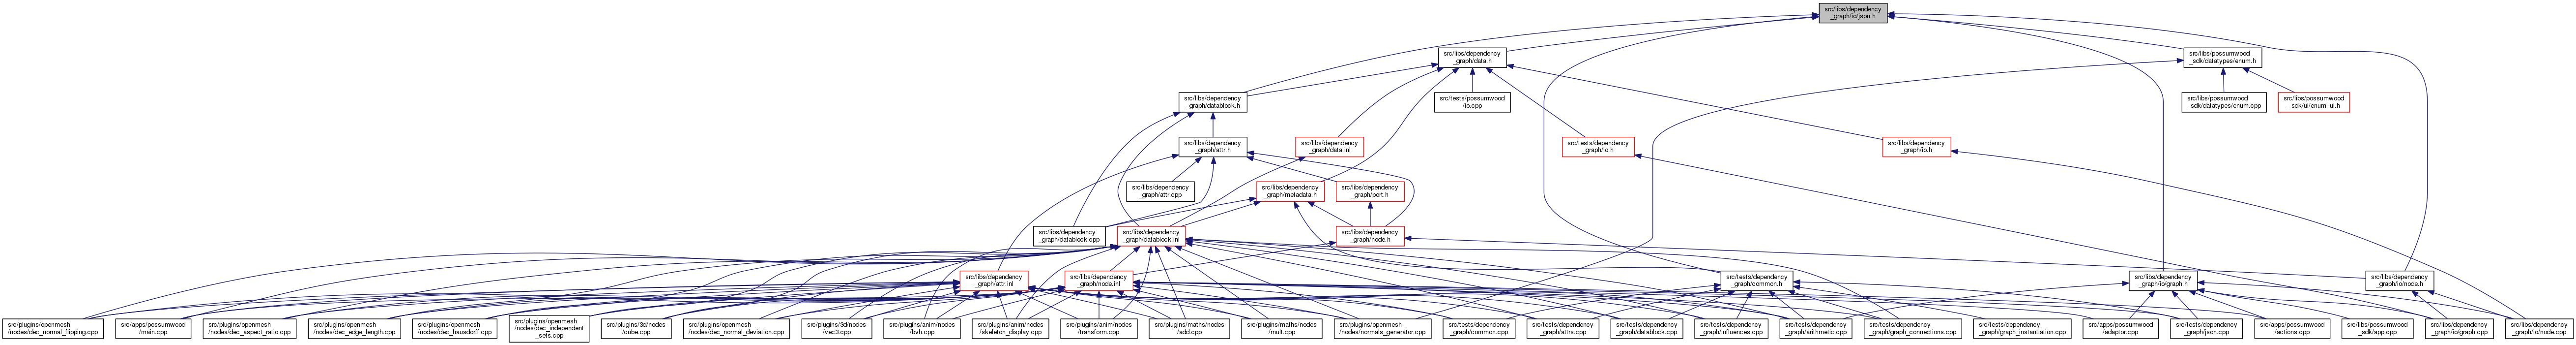 src/libs/dependency
_graph/io/json.h
src/libs/dependency
_graph/data.h
src/libs/possumwood
_sdk/datatypes/enum.h
src/libs/dependency
_graph/datablock.h
src/tests/possumwood
/io.cpp
src/libs/possumwood
_sdk/datatypes/enum.cpp
src/libs/possumwood
_sdk/ui/enum_ui.h
src/libs/dependency
_graph/attr.h
src/libs/dependency
_graph/data.inl
src/tests/dependency
_graph/io.h
src/libs/dependency
_graph/io.h
src/libs/dependency
_graph/attr.cpp
src/libs/dependency
_graph/metadata.h
src/libs/dependency
_graph/port.h
src/libs/dependency
_graph/datablock.cpp
src/libs/dependency
_graph/datablock.inl
src/libs/dependency
_graph/node.h
src/libs/dependency
_graph/attr.inl
src/libs/dependency
_graph/node.inl
src/tests/dependency
_graph/common.h
src/libs/dependency
_graph/io/graph.h
src/libs/dependency
_graph/io/node.h
src/plugins/openmesh
/nodes/dec_normal_flipping.cpp
src/apps/possumwood
/main.cpp
src/plugins/openmesh
/nodes/dec_aspect_ratio.cpp
src/plugins/openmesh
/nodes/dec_edge_length.cpp
src/plugins/openmesh
/nodes/dec_hausdorff.cpp
src/plugins/openmesh
/nodes/dec_independent
_sets.cpp
src/plugins/3d/nodes
/cube.cpp
src/plugins/openmesh
/nodes/dec_normal_deviation.cpp
src/plugins/3d/nodes
/vec3.cpp
src/plugins/anim/nodes
/bvh.cpp
src/plugins/anim/nodes
/skeleton_display.cpp
src/plugins/anim/nodes
/transform.cpp
src/plugins/maths/nodes
/add.cpp
src/plugins/maths/nodes
/mult.cpp
src/plugins/openmesh
/nodes/normals_generator.cpp
src/tests/dependency
_graph/common.cpp
src/tests/dependency
_graph/attrs.cpp
src/tests/dependency
_graph/datablock.cpp
src/tests/dependency
_graph/influences.cpp
src/tests/dependency
_graph/arithmetic.cpp
src/tests/dependency
_graph/graph_connections.cpp
src/tests/dependency
_graph/graph_instantiation.cpp
src/apps/possumwood
/adaptor.cpp
src/tests/dependency
_graph/json.cpp
src/apps/possumwood
/actions.cpp
src/libs/possumwood
_sdk/app.cpp
src/libs/dependency
_graph/io/graph.cpp
src/libs/dependency
_graph/io/node.cpp